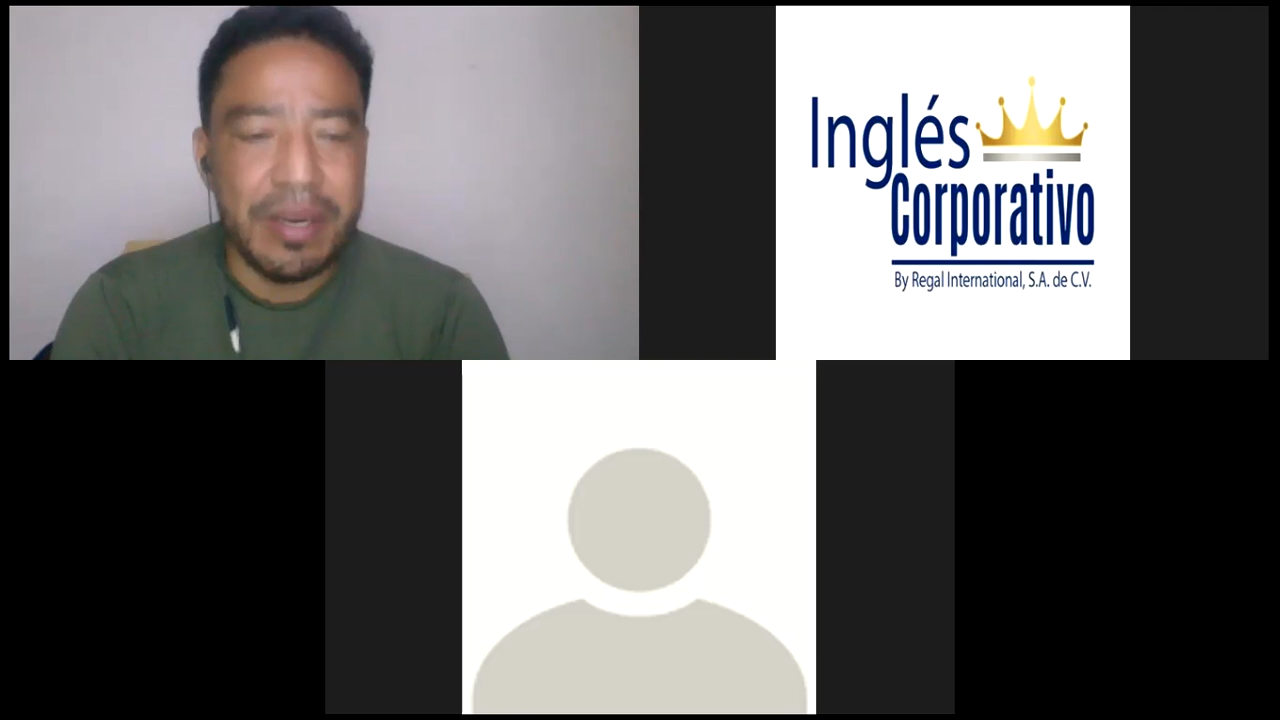 Inglés
Corporativo
By Regal International, S.A. de C.V.